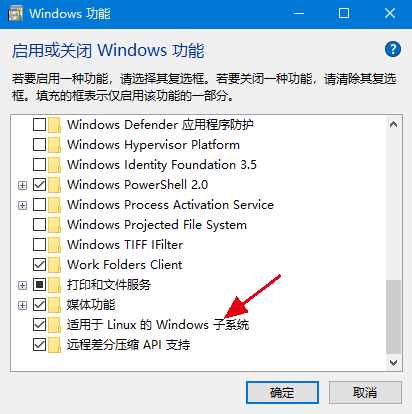 Windows 功能
启用或关闭 Windows 功能
若要启用一种功能，请选择其复选框。若要关闭一种功能，请清除其复选
框。填充的框表示仅启用该功能的一部分。
Windows Defender 应用程序防护
Windows Hypervisor Platform
Windows Identity Foundation 3.5
Windows PowerShell 2.0
Windows Process Activation Service
Windows Projected File System
Windows TIFF IFilter
Work Folders Client
打印和文件服务
媒体功能
适用于 Linux 的 Windows 子系统
远程差分压缩 API 支持
确定
取消